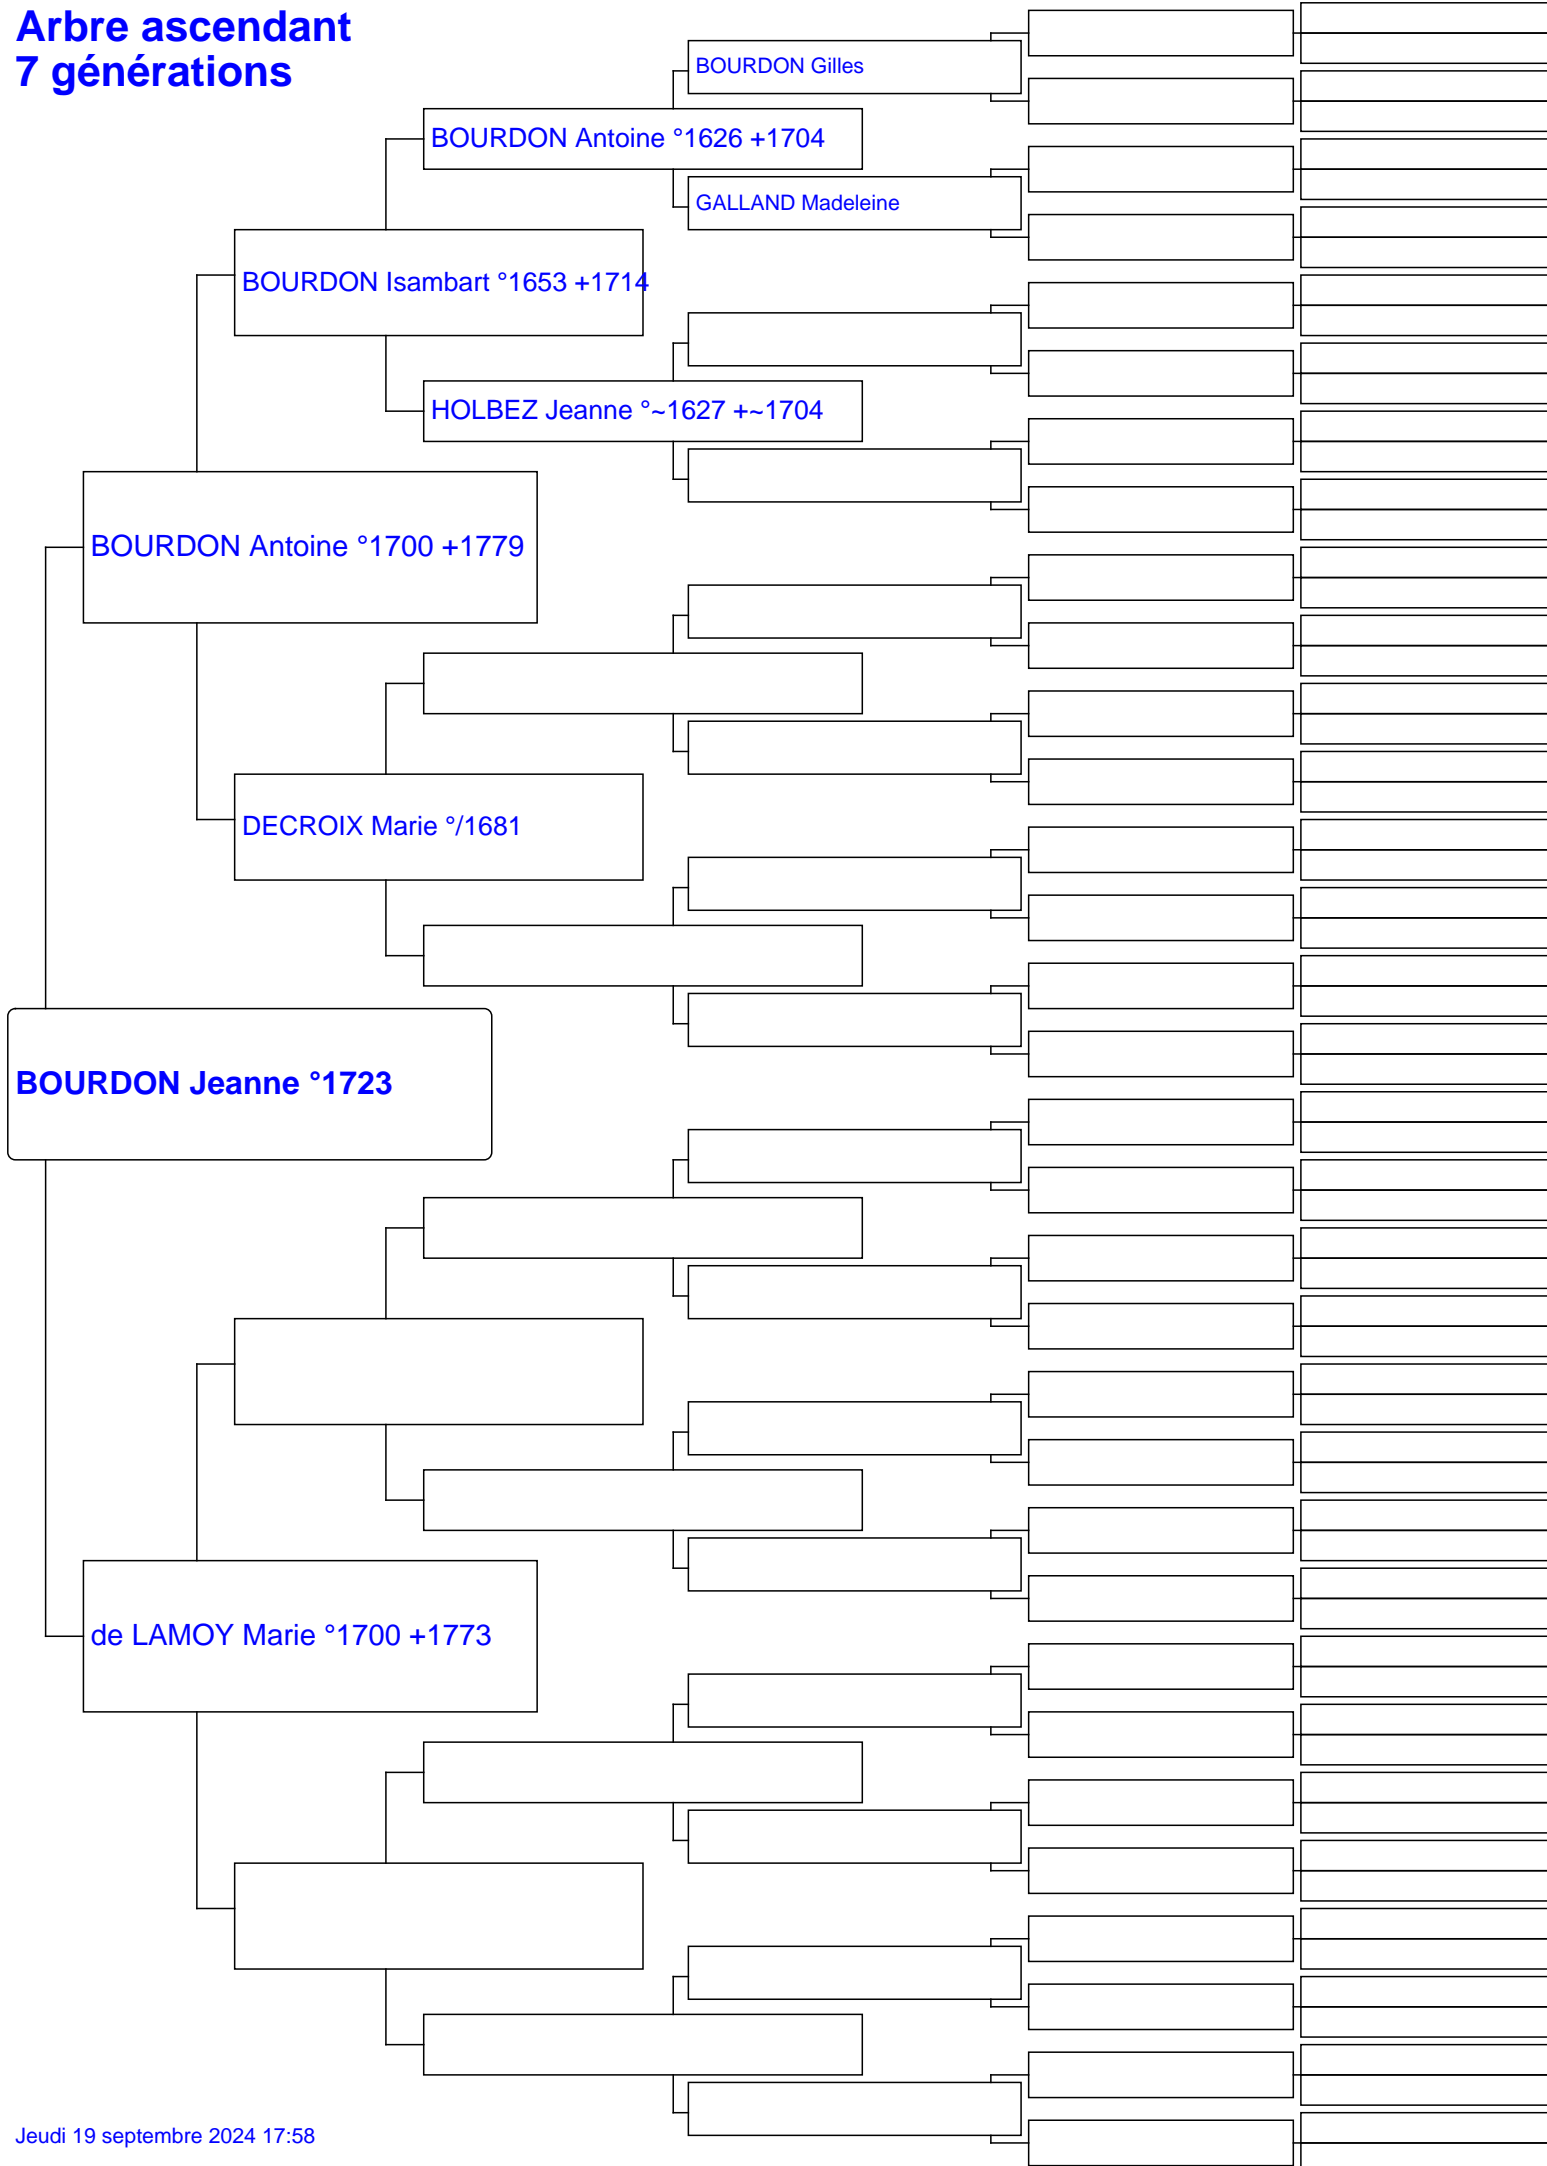 Arbre ascendant
7 générations
BOURDON Gilles
BOURDON Antoine °1626 +1704
GALLAND Madeleine
BOURDON Isambart °1653 +1714
HOLBEZ Jeanne °~1627 +~1704
BOURDON Antoine °1700 +1779
DECROIX Marie °/1681
BOURDON Jeanne °1723
de LAMOY Marie °1700 +1773
Jeudi 19 septembre 2024 17:58